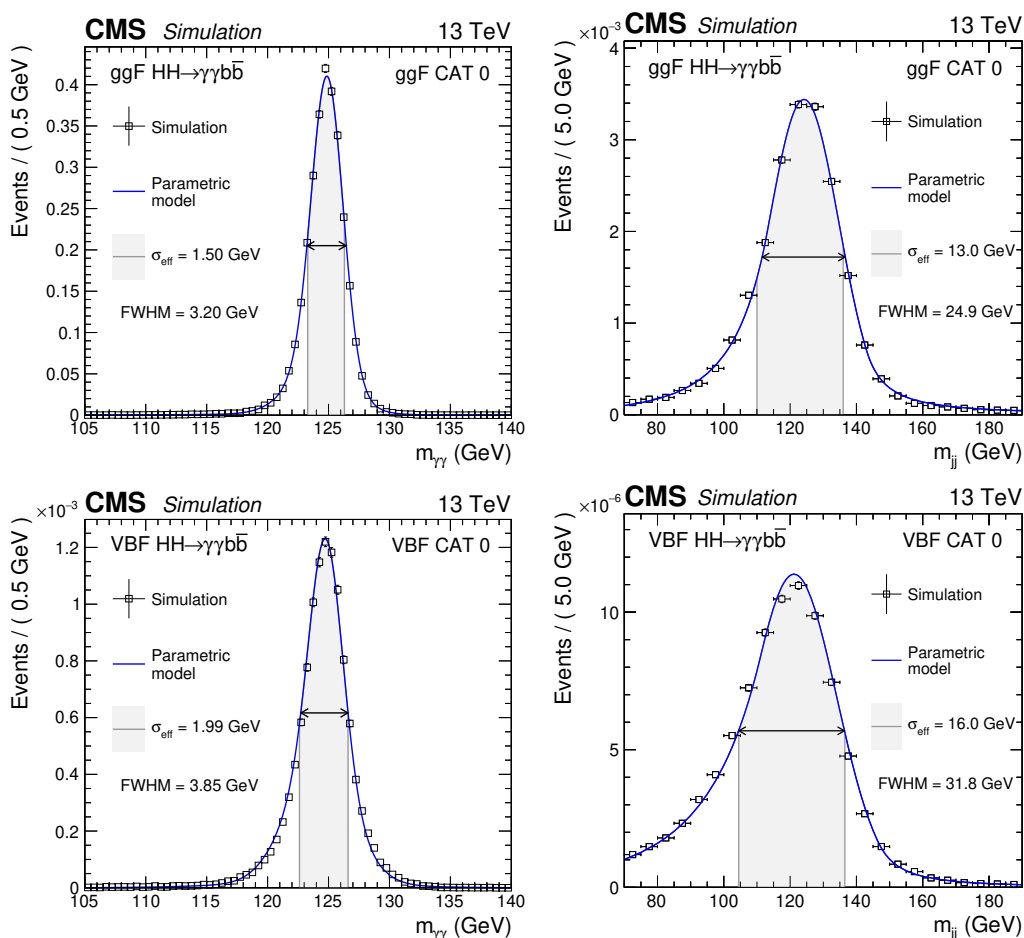 CMS Simulation 13 TeV
ggF HH→γγbb̄ ggF CAT 0
Simulation
Parametric
model
σeff = 1.50 GeV
FWHM = 3.20 GeV
Events / ( 0.5 GeV )
0 0.05 0.1 0.15 0.2 0.25 0.3 0.35 0.4
105 110 115 120 125 130 135 140
mγγ (GeV)
CMS Simulation 13 TeV
×10⁻³
ggF HH→γγbb̄ ggF CAT 0
Simulation
Parametric
model
σeff = 13.0 GeV
FWHM = 24.9 GeV
Events / ( 5.0 GeV )
0 1 2 3 4
80 100 120 140 160 180
mjj (GeV)
CMS Simulation 13 TeV
×10⁻³
VBF HH→γγbb̄ VBF CAT 0
Simulation
Parametric
model
σeff = 1.99 GeV
FWHM = 3.85 GeV
Events / ( 0.5 GeV )
0 0.2 0.4 0.6 0.8 1 1.2
105 110 115 120 125 130 135 140
mγγ (GeV)
CMS Simulation 13 TeV
×10⁻⁶
VBF HH→γγbb̄ VBF CAT 0
Simulation
Parametric
model
σeff = 16.0 GeV
FWHM = 31.8 GeV
Events / ( 5.0 GeV )
0 5 10
80 100 120 140 160 180
mjj (GeV)